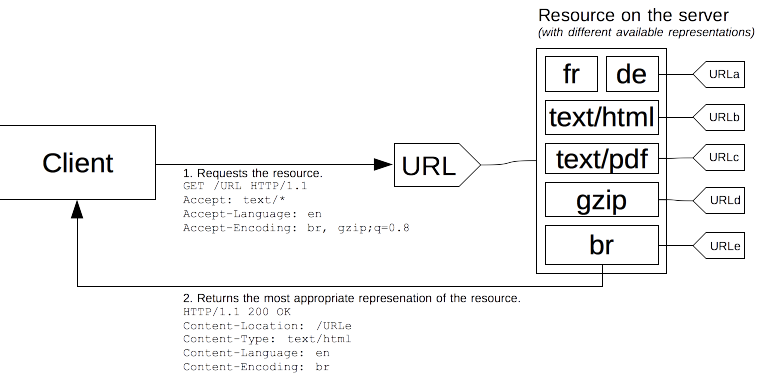 Resource on the server
(with different available representations)
fr
de
URLa
text/html
URLb
Client
URL
text/pdf
URLc
1. Requests the resource.
GET /URL HTTP/1.1
Accept: text/*
Accept-Language: en
Accept-Encoding: br, gzip;q=0.8
gzip
URLd
br
URLe
2. Returns the most appropriate represenation of the resource.
HTTP/1.1 200 OK
Content-Location: /URLe
Content-Type: text/html
Content-Language: en
Content-Encoding: br